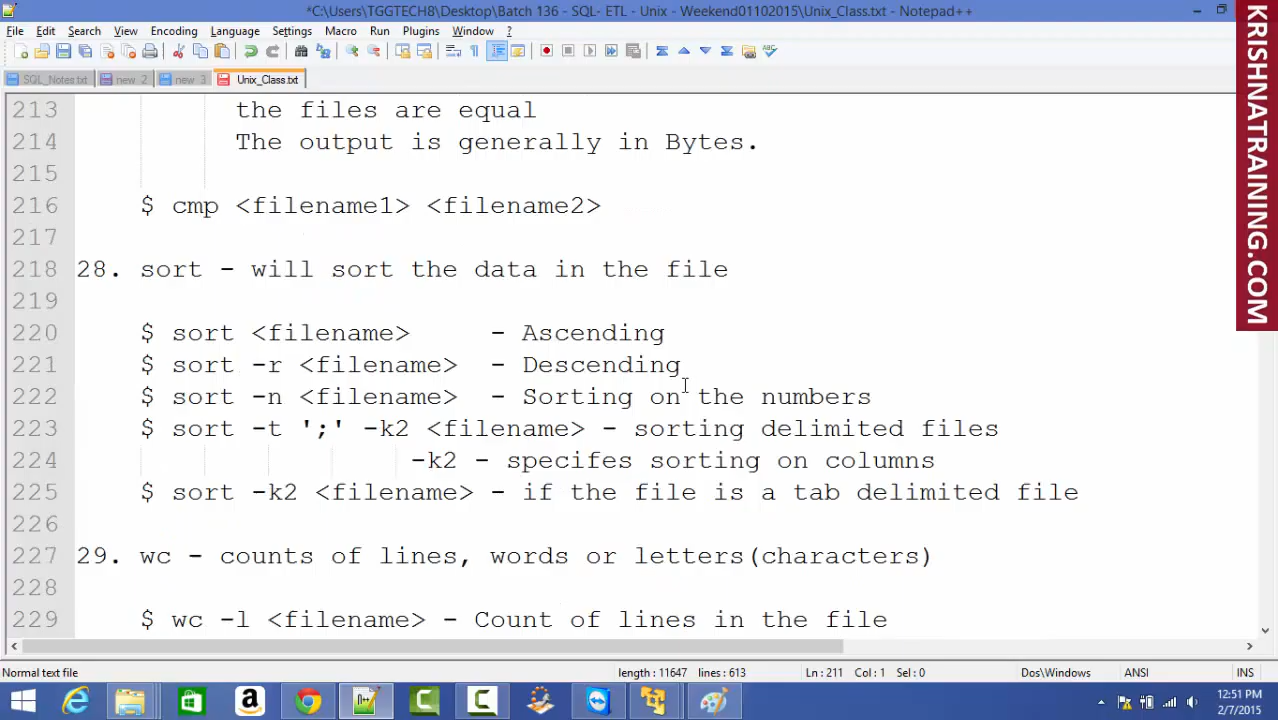 *C:\Users\TGGTECH8\Desktop\Batch 136 - SQL- ETL - Unix - Weekend01102015\Unix_Class.txt - Notepad++
File Edit Search View Encoding Language Settings Macro Run Plugins Window ?
SQL_Notes.txt new 2 new 3 Unix_Class.txt
213 the files are equal
214 The output is generally in Bytes.
215
216 $ cmp <filename1> <filename2>
217
218 28. sort - will sort the data in the file
219
220 $ sort <filename> - Ascending
221 $ sort -r <filename> - Descending
222 $ sort -n <filename> - Sorting on the numbers
223 $ sort -t ';' -k2 <filename> - sorting delimited files
224 -k2 - specifes sorting on columns
225 $ sort -k2 <filename> - if the file is a tab delimited file
226
227 29. wc - counts of lines, words or letters(characters)
228
229 $ wc -l <filename> - Count of lines in the file
Normal text file length : 11647 lines : 613 Ln : 211 Col : 1 Sel : 0 Dos\Windows ANSI INS
12:51 PM
2/7/2015
KRISHNATRAINING.COM